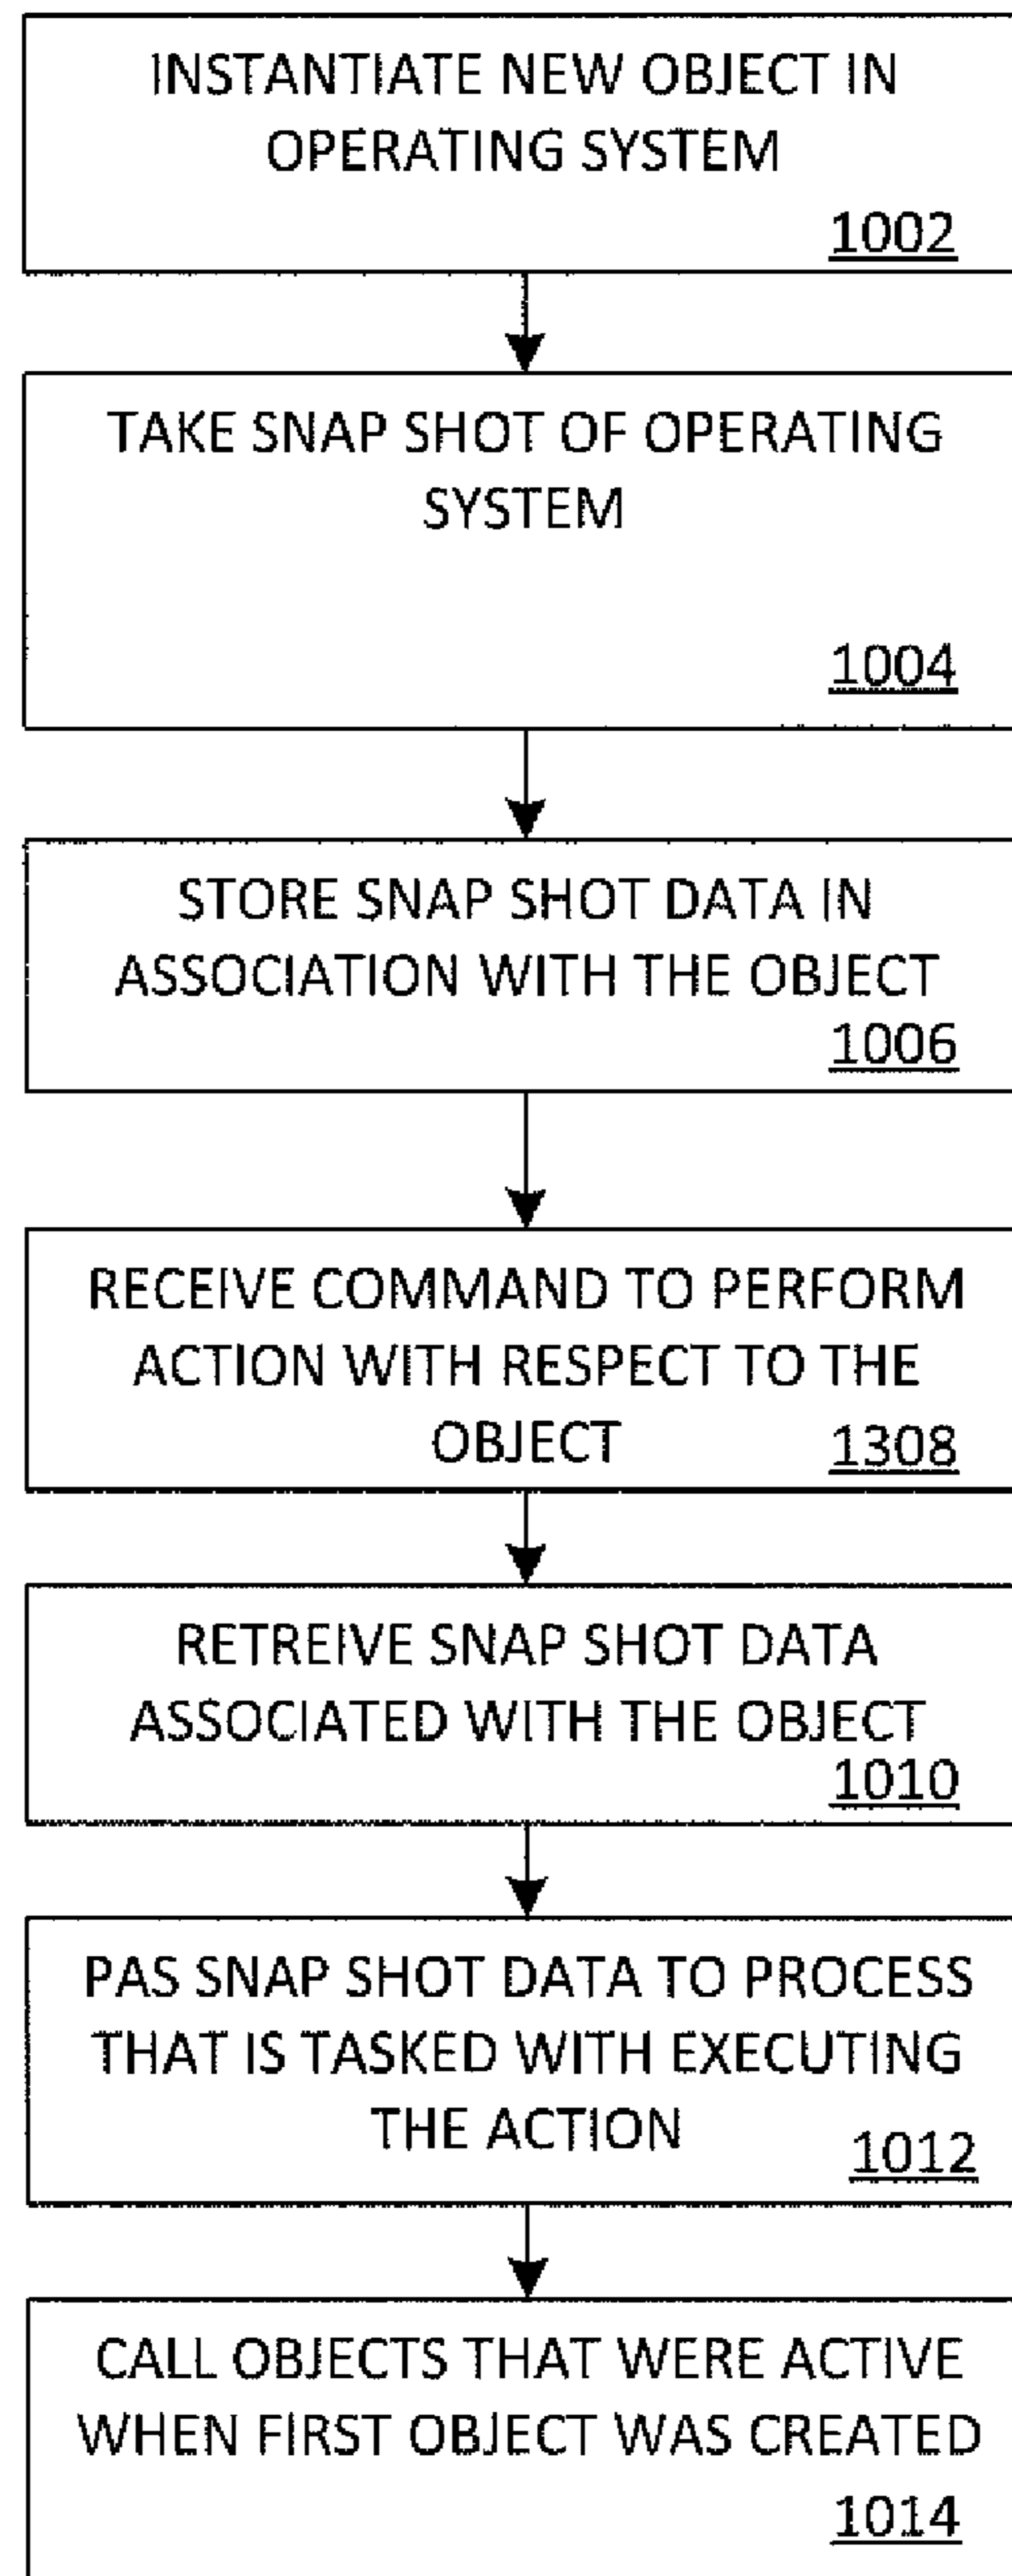 INSTANTIATE NEW OBJECT IN
OPERATING SYSTEM
1002
TAKE SNAP SHOT OF OPERATING
SYSTEM
1004
STORE SNAP SHOT DATA IN
ASSOCIATION WITH THE OBJECT
1006
RECEIVE COMMAND TO PERFORM
ACTION WITH RESPECT TO THE
OBJECT 1308
RETREIVE SNAP SHOT DATA
ASSOCIATED WITH THE OBJECT
1010
PAS SNAP SHOT DATA TO PROCESS
THAT IS TASKED WITH EXECUTING
THE ACTION 1012
CALL OBJECTS THAT WERE ACTIVE
WHEN FIRST OBJECT WAS CREATED
1014